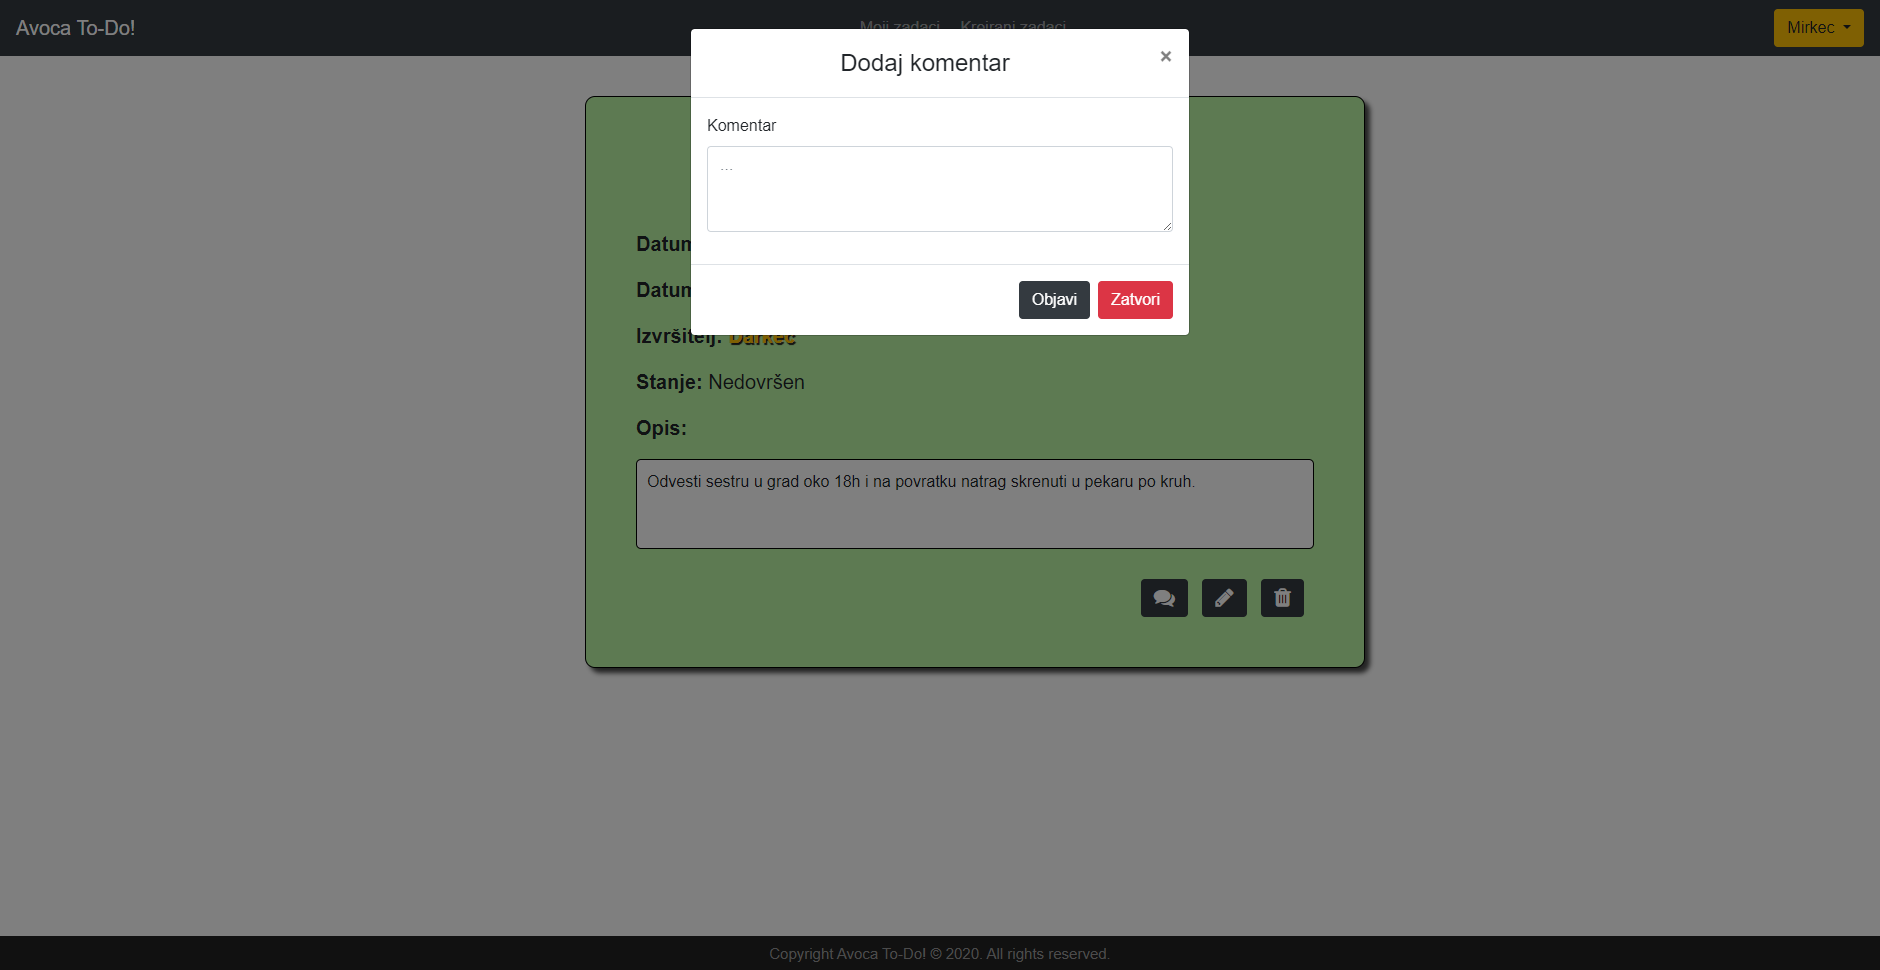 Avoca To-Do!
Moji zadaci Kreirani zadaci
Mirkec
Dodaj komentar
×
Komentar
...
Objavi Zatvori
Izvršitelj: Darkec
Stanje: Nedovršen
Opis:
Odvesti sestru u grad oko 18h i na povratku natrag skrenuti u pekaru po kruh.
Copyright Avoca To-Do! © 2020. All rights reserved.